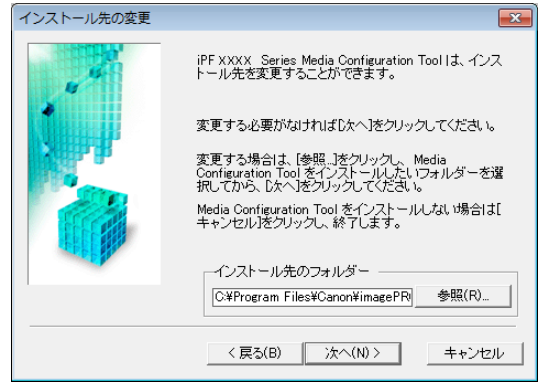 インストール先の変更
iPF XXXX Series Media Configuration Toolは、インス
トール先を変更することができます。
変更する必要がなければ[次へ]をクリックしてください。
変更する場合は、[参照...]をクリックし、 Media
Configuration Tool をインストールしたいフォルダーを選
択してから、[次へ]をクリックしてください。
Media Configuration Tool をインストールしない場合は[
キャンセル]をクリックし、終了します。
インストール先のフォルダー
C:¥Program Files¥Canon¥imagePR
参照(R)...
< 戻る(B)
次へ(N) >
キャンセル